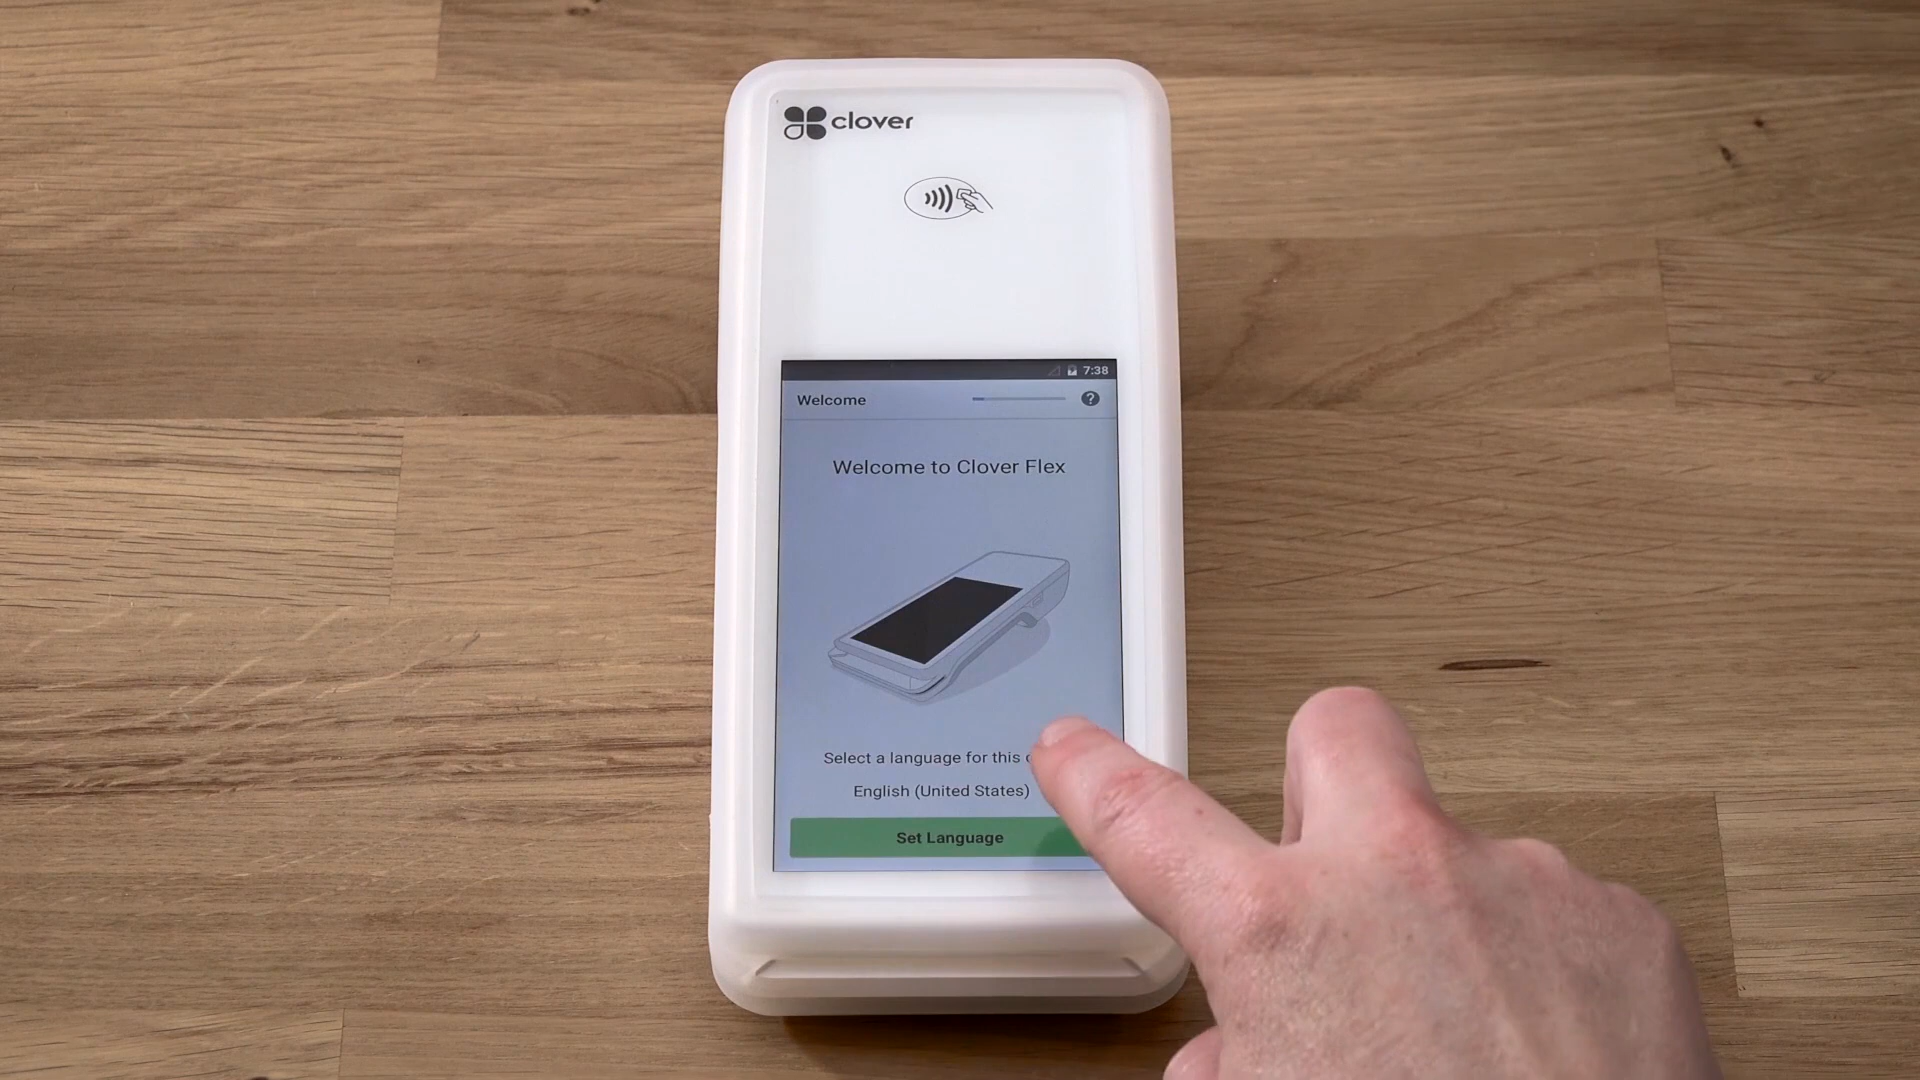 clover
7:38
Welcome
?
Welcome to Clover Flex
Select a language for this
English (United States)
Set Language